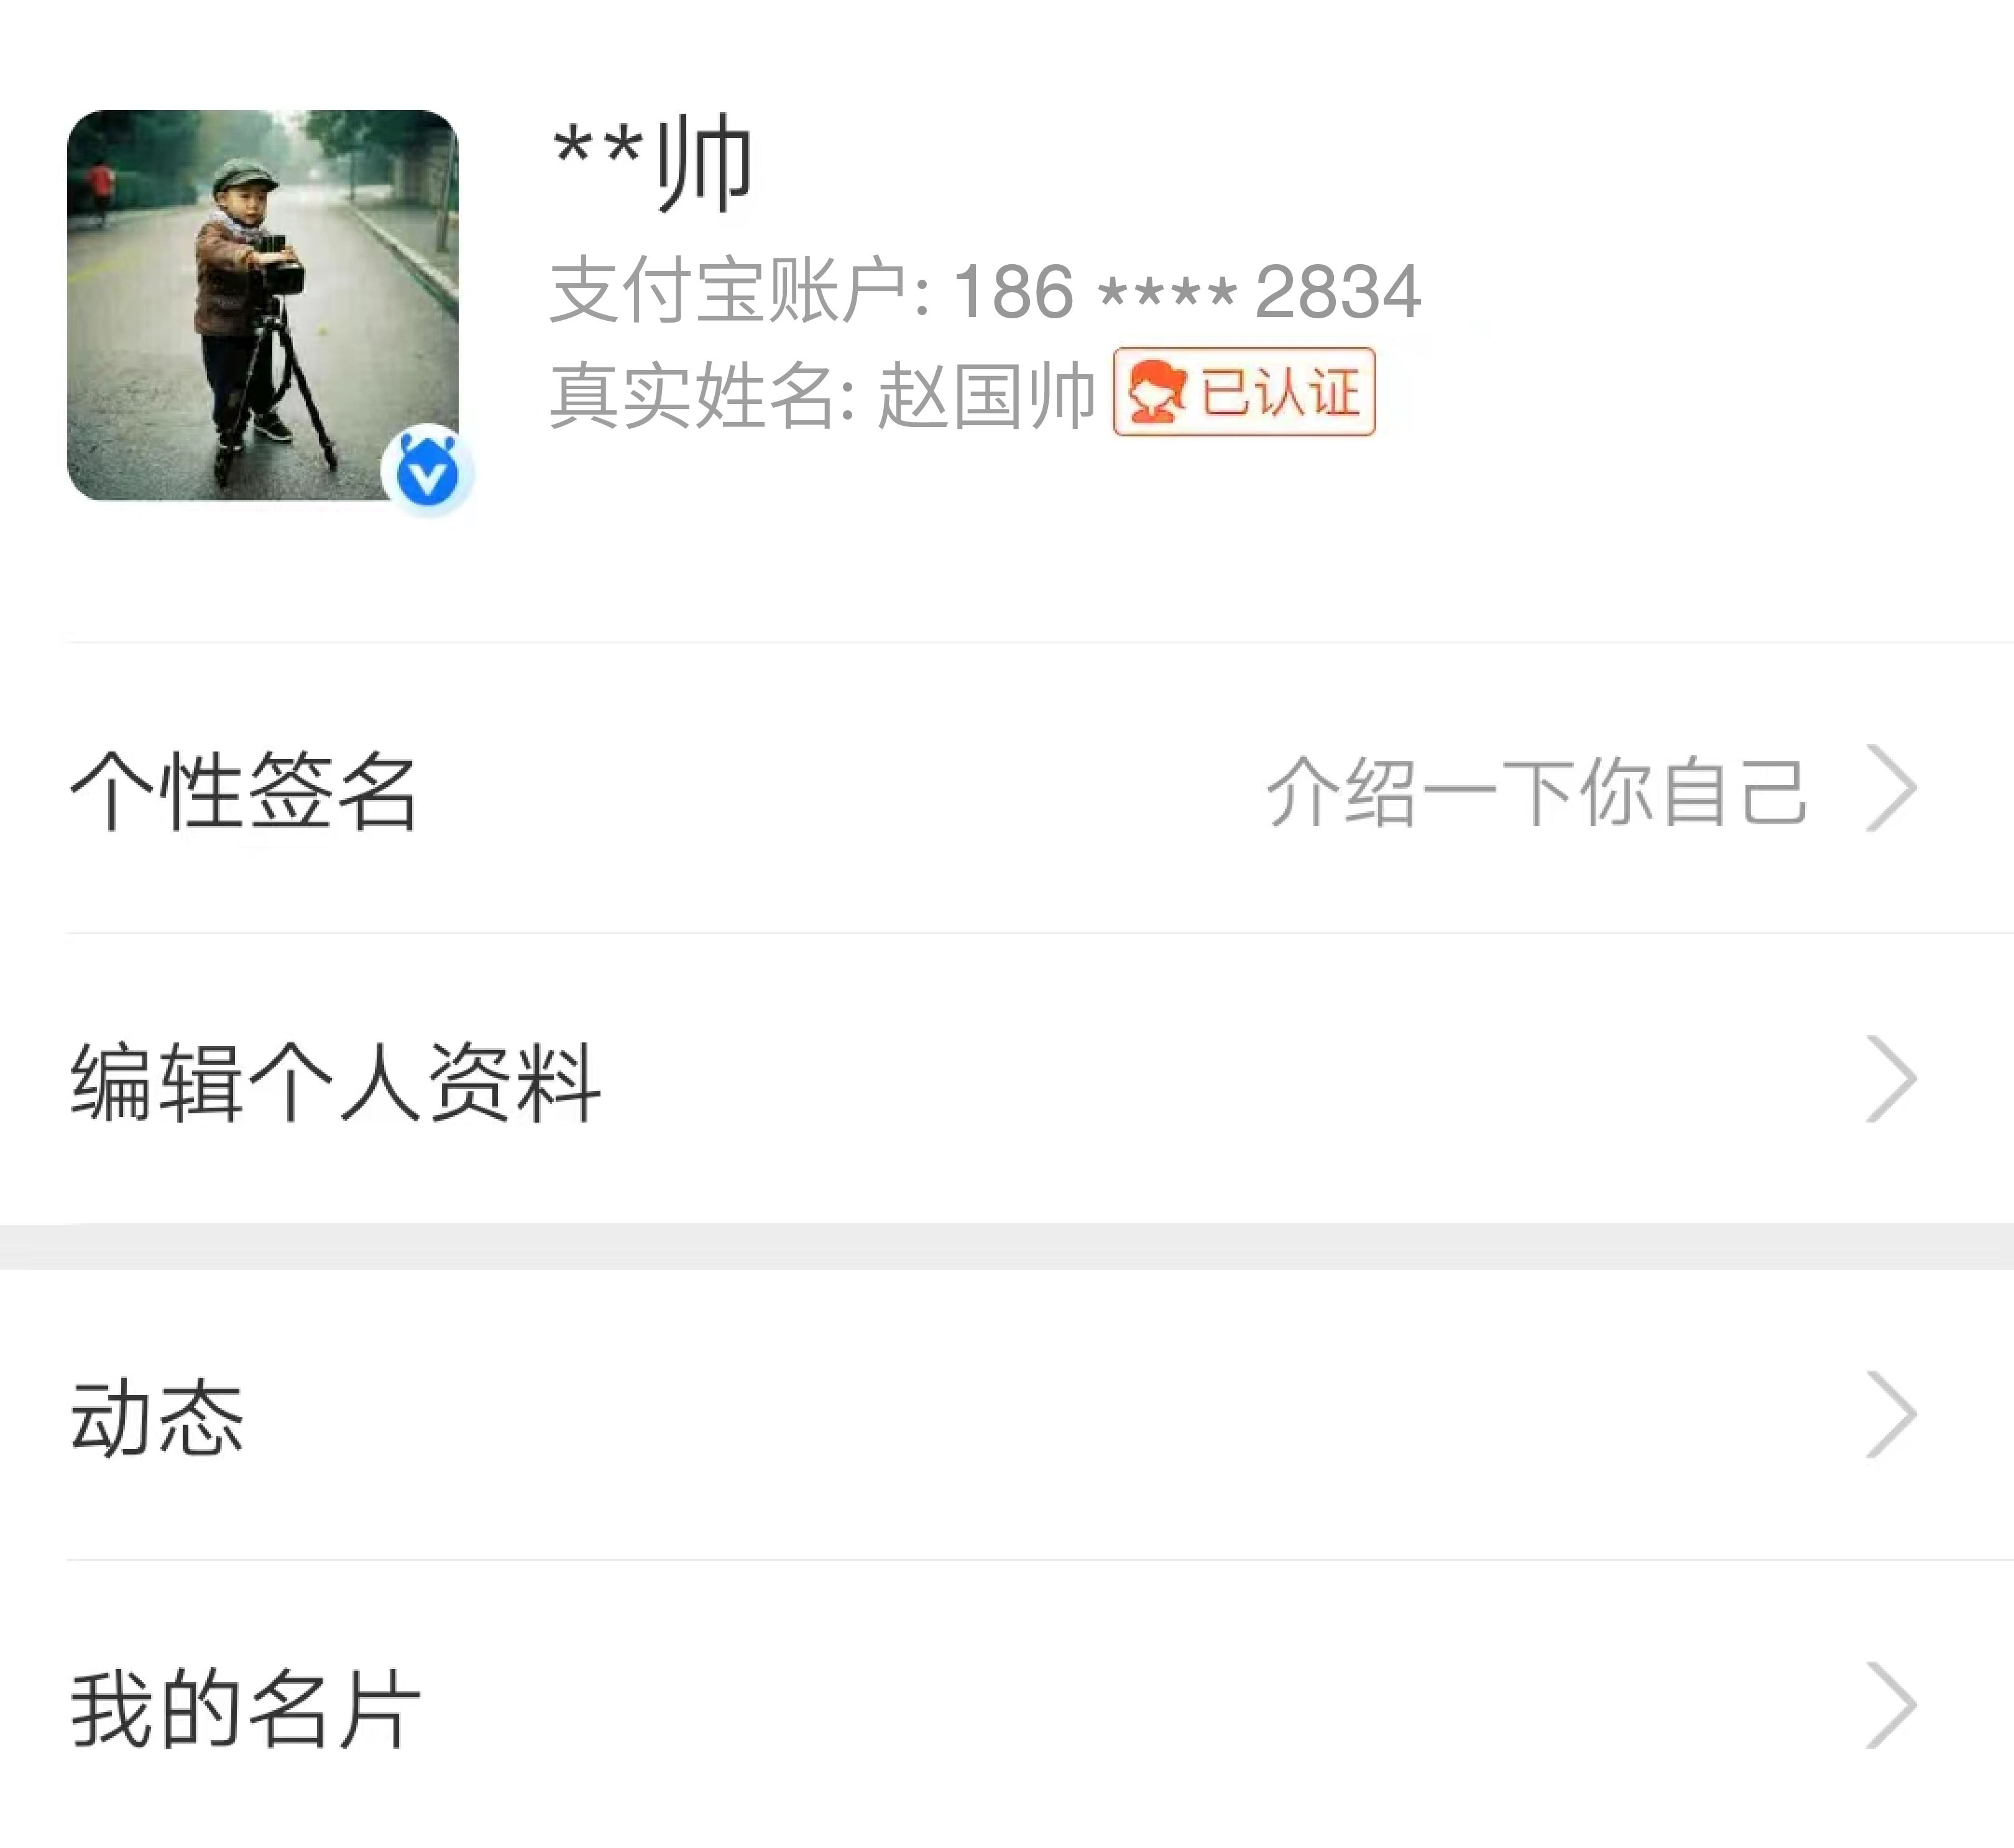 **帅
支付宝账户: 186 **** 2834
真实姓名: 赵国帅 已认证
个性签名 介绍一下你自己
编辑个人资料
动态
我的名片